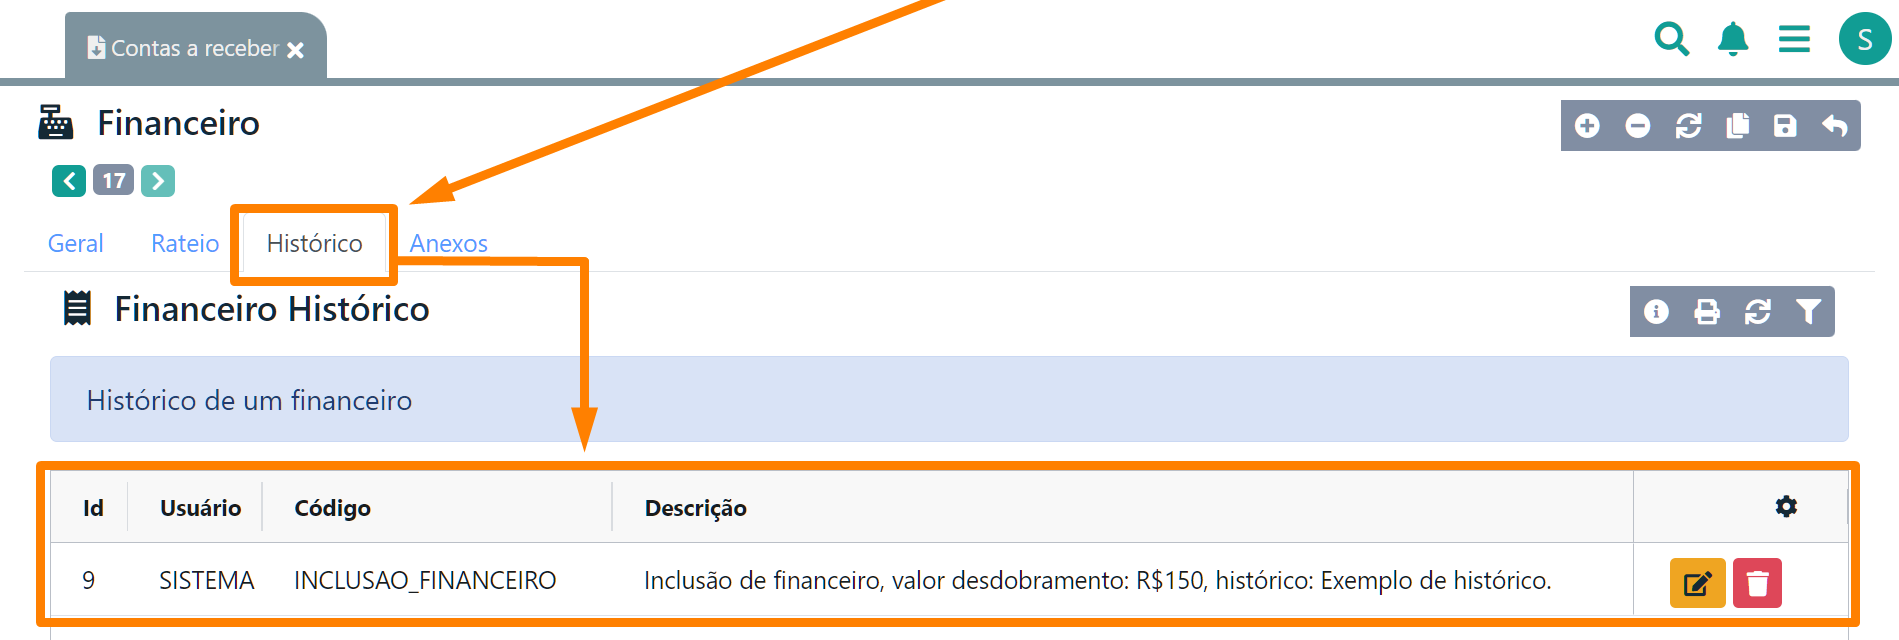 Contas a receber
S
Financeiro
17
Geral Rateio Histórico Anexos
Financeiro Histórico
Histórico de um financeiro
Id Usuário Código Descrição
9 SISTEMA INCLUSAO_FINANCEIRO Inclusão de financeiro, valor desdobramento: R$150, histórico: Exemplo de histórico.